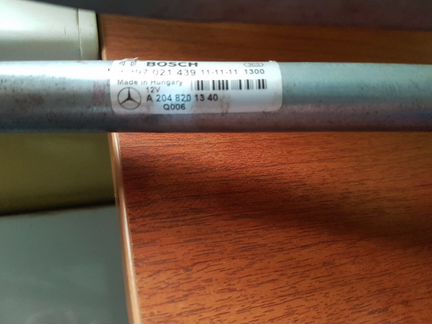 BOSCH
021 439 11-11-11 1300
Made in Hungary
12V
A 204 820 13 40
Q006